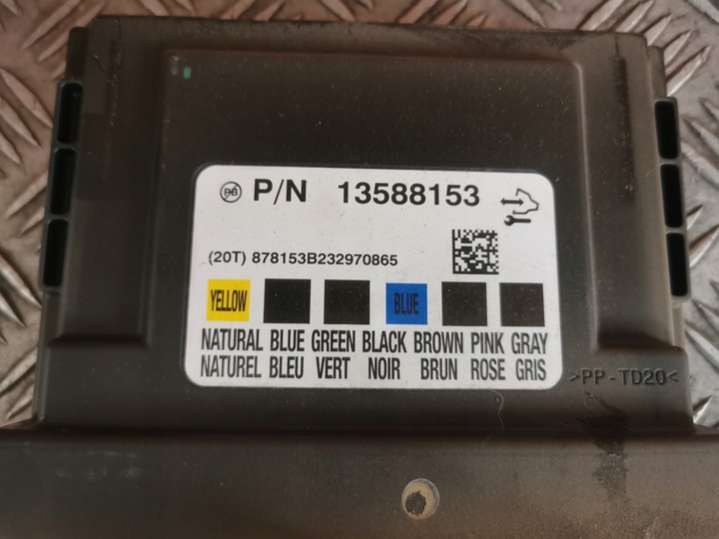 P/N 13588153
(20T) 878153B232970865
YELLOW BLUE
NATURAL BLUE GREEN BLACK BROWN PINK GRAY
NATUREL BLEU VERT NOIR BRUN ROSE GRIS
>PP-TD20<